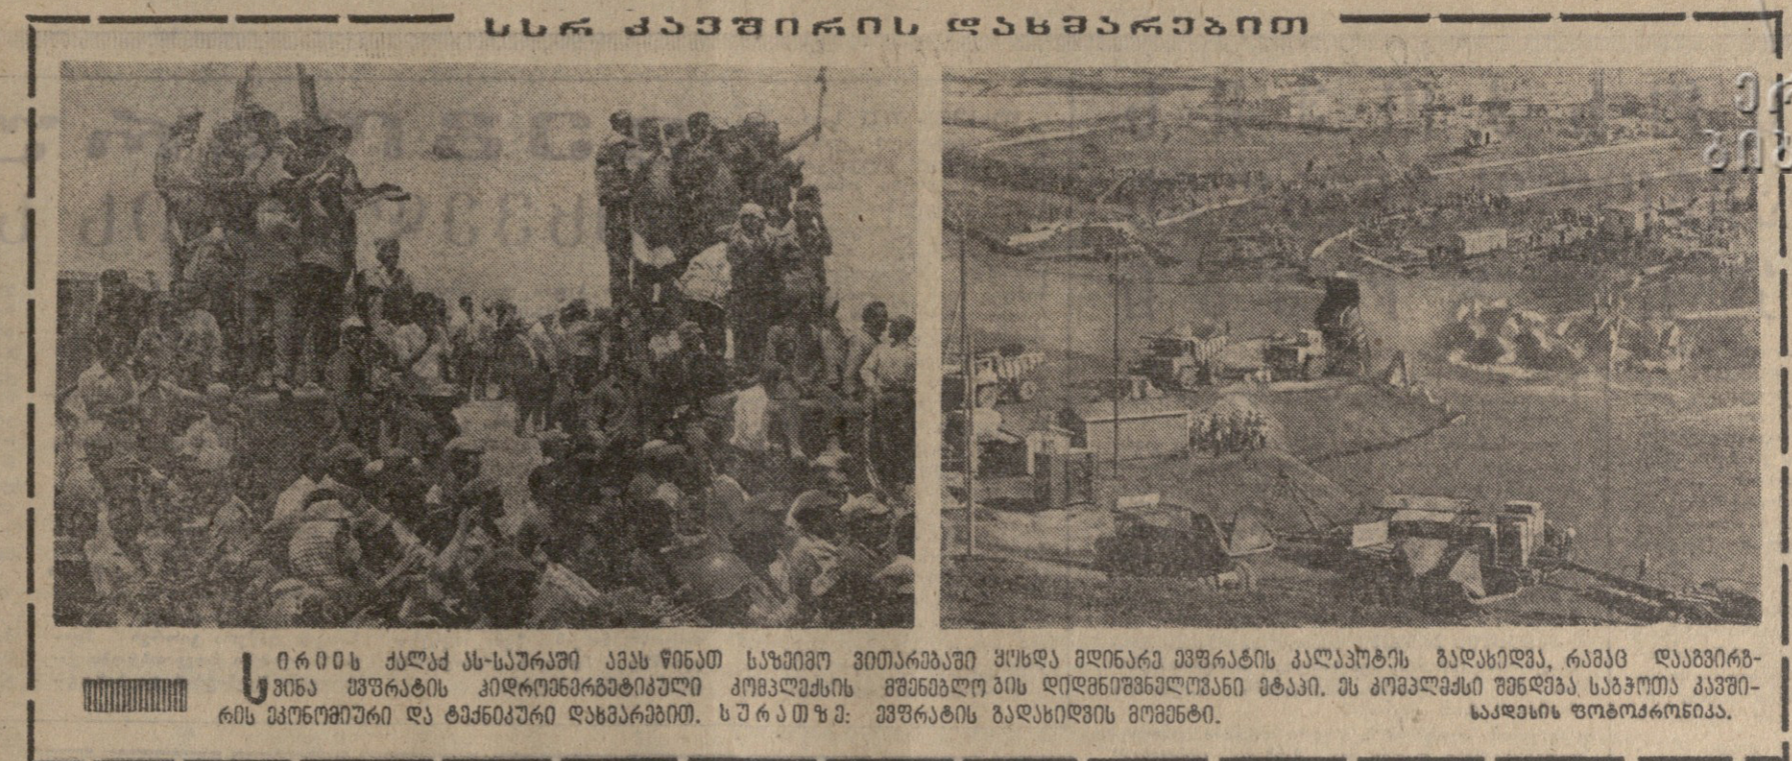 სსრ კავშირის დახმარებით
სირიის ქალაქ ას-საურაში ამას წინათ საზეიმო ვითარებაში მოხდა მდინარე ევფრატის კალაპოტის გადახედვა, რამაც დააგვირგ-
ვინა ევფრატის ჰიდროენერგეტიკული კომპლექსის მშენებლობის დიდმნიშვნელოვანი ეტაპი. ეს კომპლექსი შენდება საბჭოთა კავში-
რის ეკონომიური და ტექნიკური დახმარებით. სურათზე: ევფრატის გადახიდვის მომენტი.
საკდესის ფოტოქრონიკა.